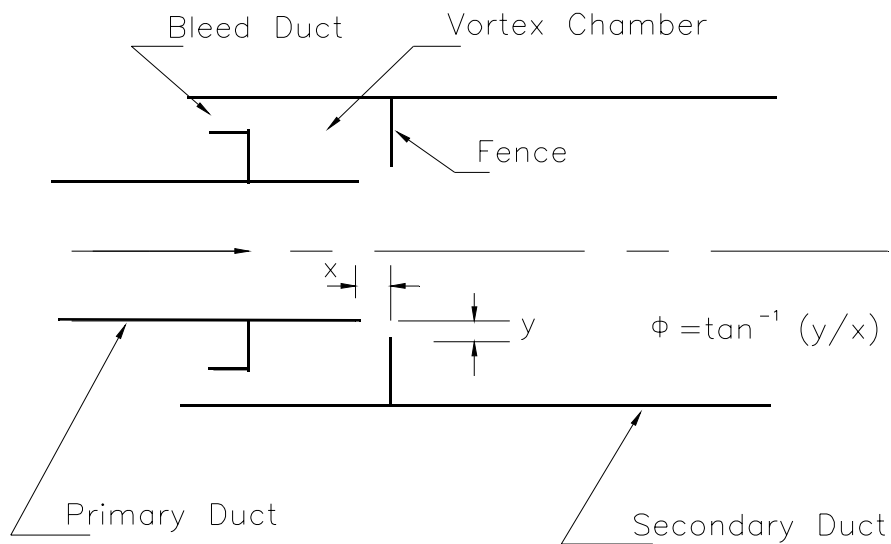 Bleed Duct
Vortex Chamber
Fence
x
y
Φ =tan⁻¹ (y/x)
Primary Duct
Secondary Duct